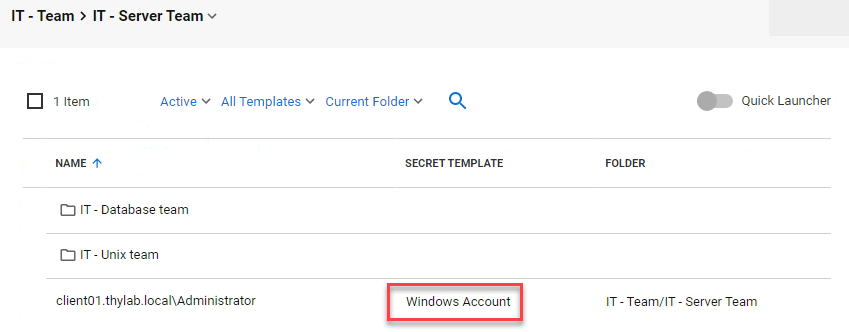 IT - Team > IT - Server Team
1 Item Active All Templates Current Folder Quick Launcher
NAME SECRET TEMPLATE FOLDER
IT - Database team
IT - Unix team
client01.thylab.local\Administrator Windows Account IT - Team/IT - Server Team